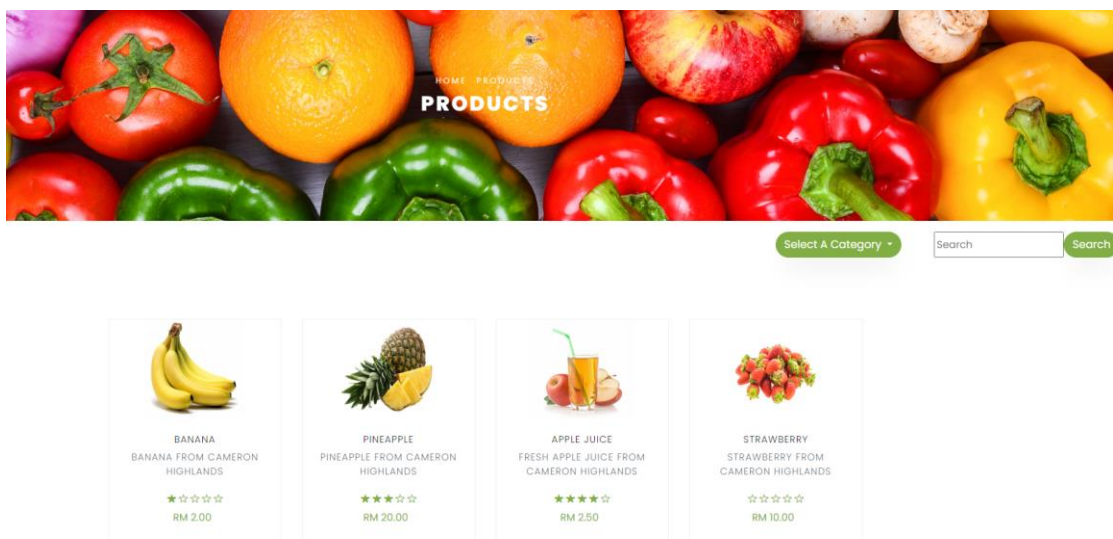 HOME PRODUCTS
PRODUCTS
Select A Category
Search
Search
BANANA
BANANA FROM CAMERON
HIGHLANDS
RM 2.00
PINEAPPLE
PINEAPPLE FROM CAMERON
HIGHLANDS
RM 20.00
APPLE JUICE
FRESH APPLE JUICE FROM
CAMERON HIGHLANDS
RM 2.50
STRAWBERRY
STRAWBERRY FROM
CAMERON HIGHLANDS
RM 10.00